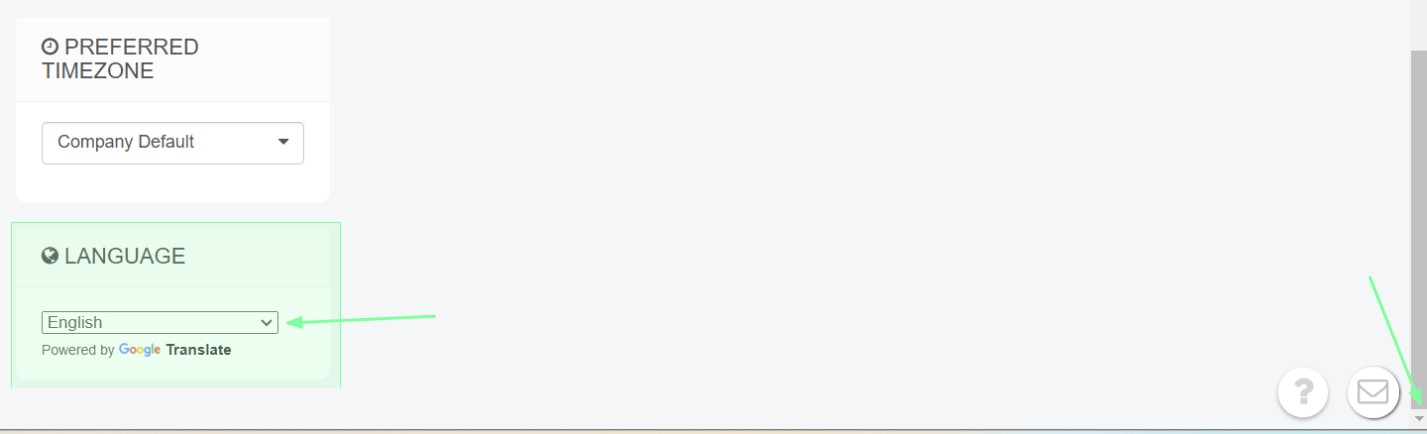 PREFERRED
TIMEZONE
Company Default
LANGUAGE
English
Powered by Google Translate
?